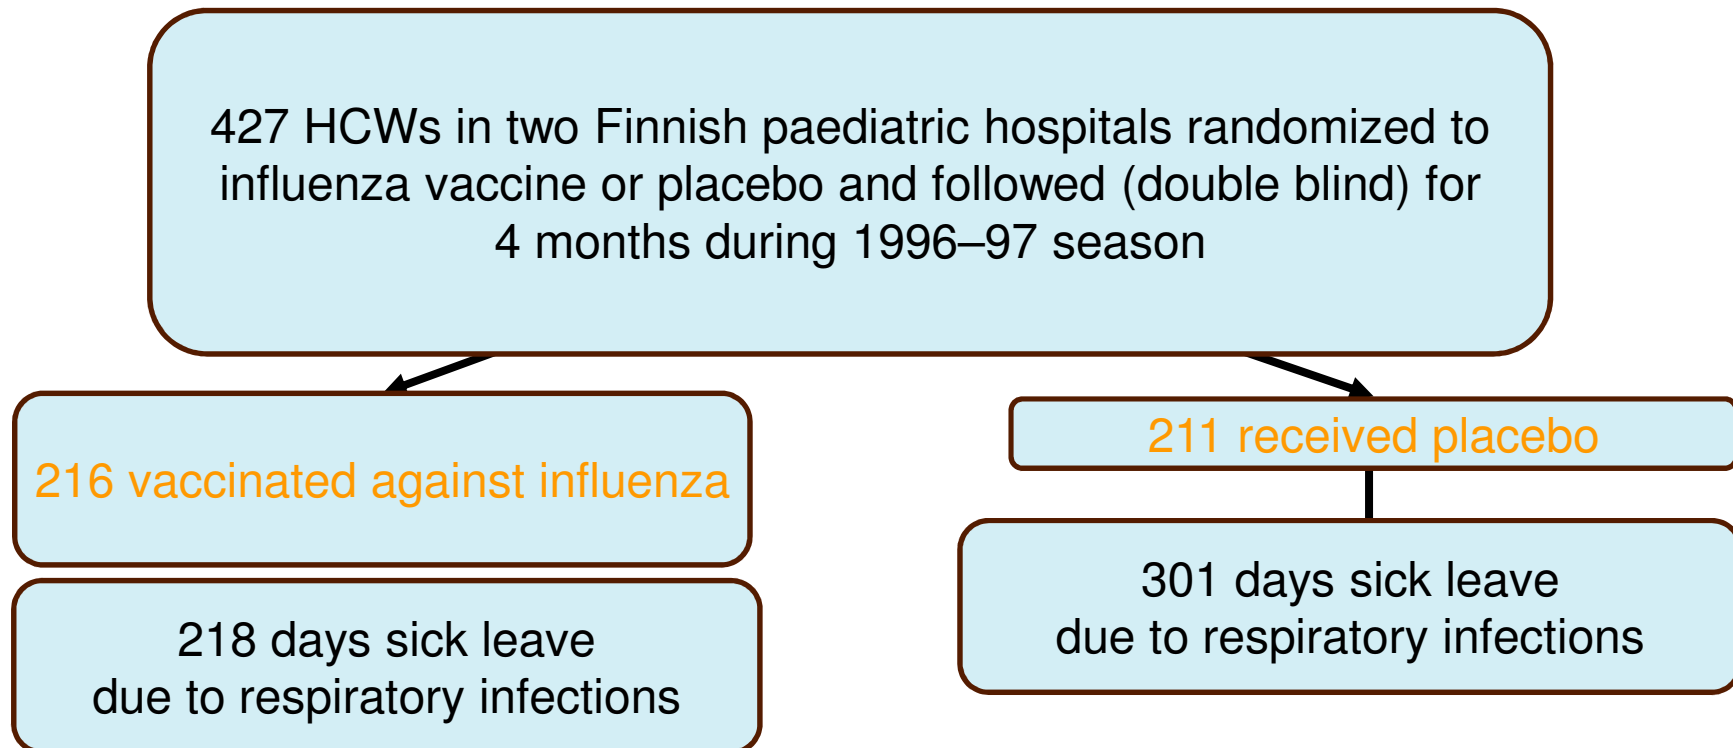 427 HCWs in two Finnish paediatric hospitals randomized to
influenza vaccine or placebo and followed (double blind) for
4 months during 1996–97 season
216 vaccinated against influenza
218 days sick leave
due to respiratory infections
211 received placebo
301 days sick leave
due to respiratory infections